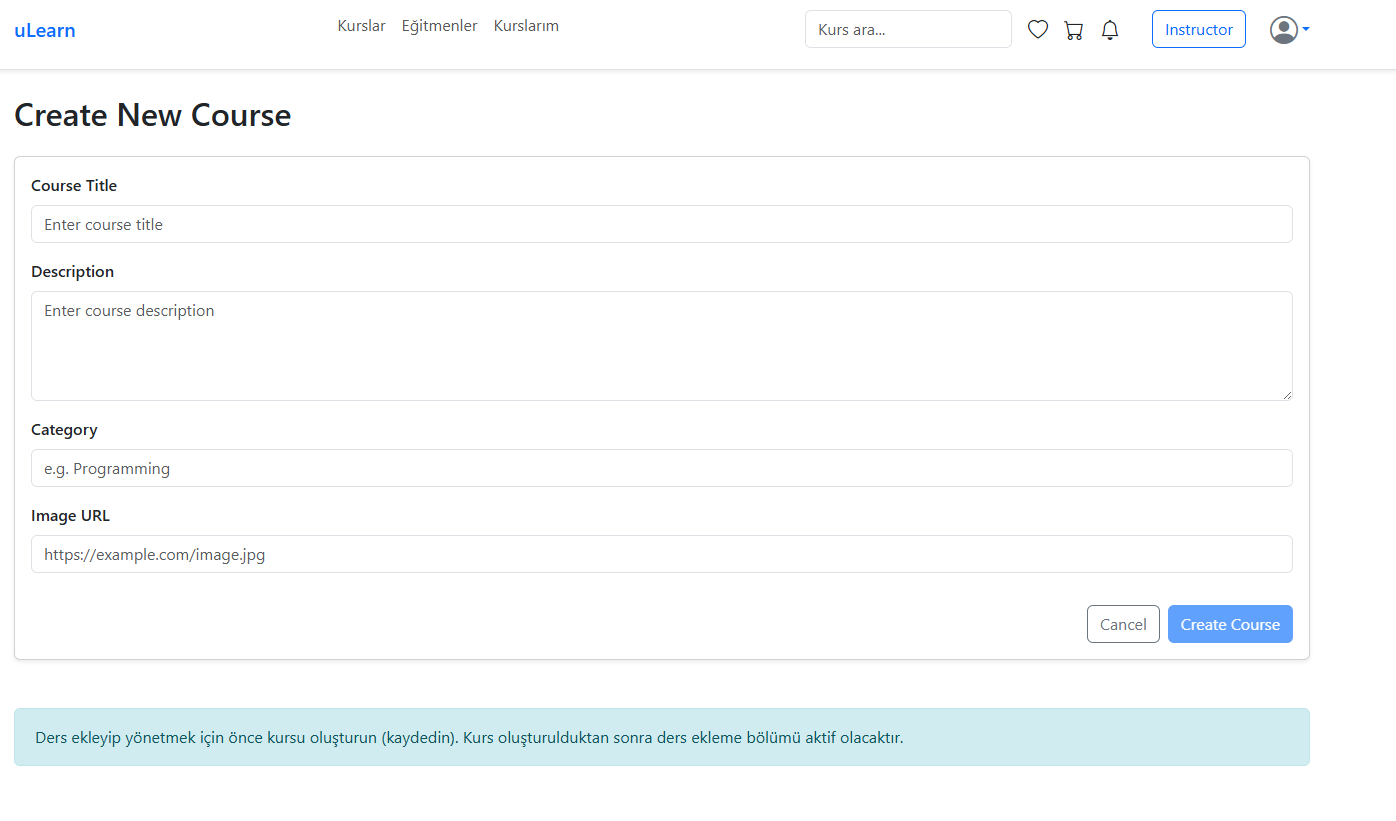 uLearn
Kurslar Eğitmenler Kurslarım
Kurs ara...
Instructor
Create New Course
Course Title
Enter course title
Description
Enter course description
Category
e.g. Programming
Image URL
https://example.com/image.jpg
Cancel
Create Course
Ders ekleyip yönetmek için önce kursu oluşturun (kaydedin). Kurs oluşturulduktan sonra ders ekleme bölümü aktif olacaktır.